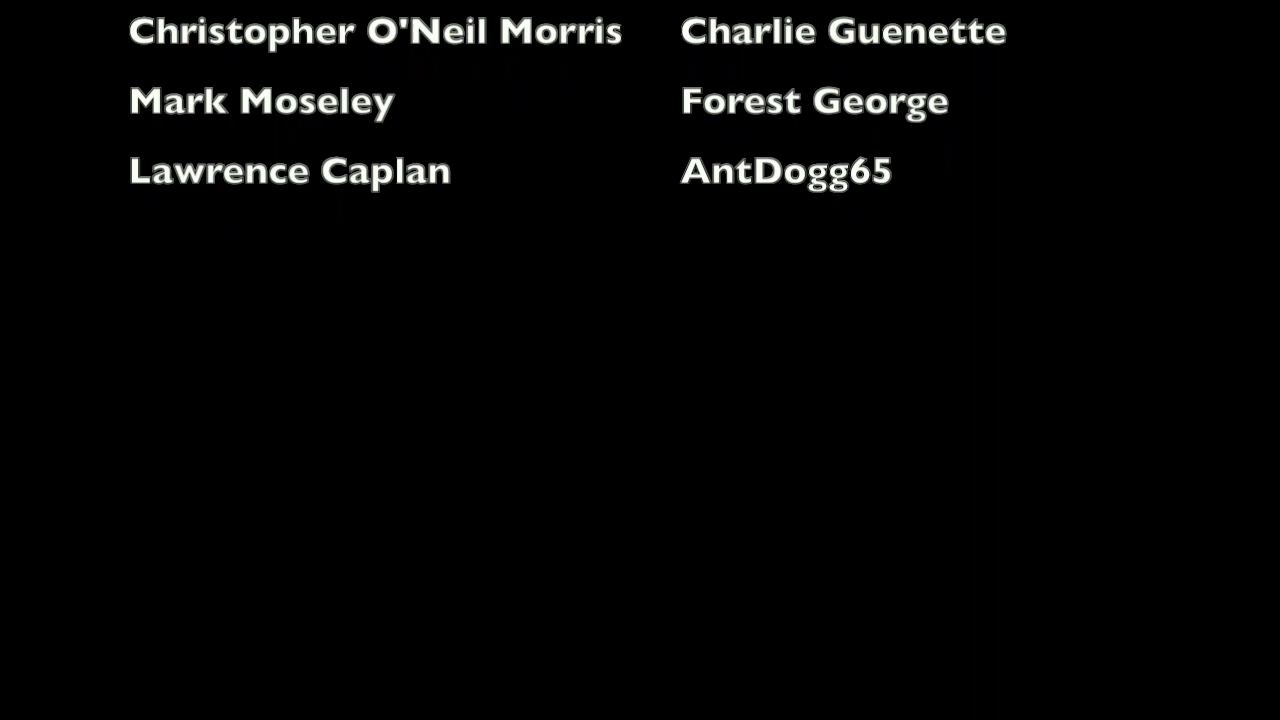 Christopher O'Neil Morris Charlie Guenette
Mark Moseley Forest George
Lawrence Caplan AntDogg65